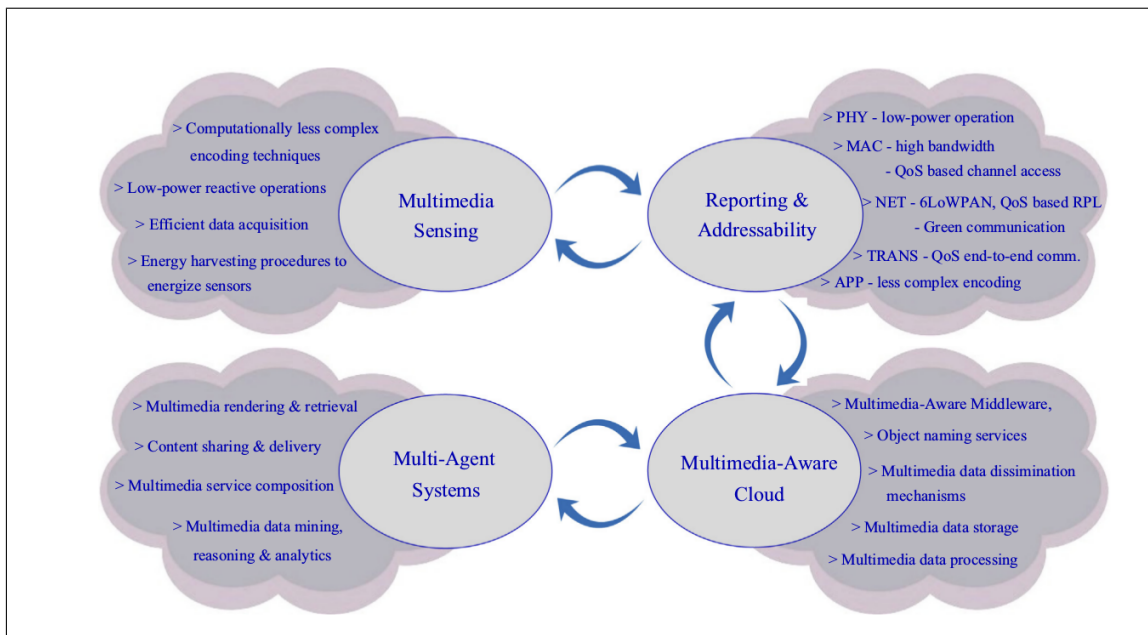 > Computationally less complex
encoding techniques
> Low-power reactive operations
> Efficient data acquisition
> Energy harvesting procedures to
energize sensors
Multimedia
Sensing
Reporting &
Addressability
> PHY - low-power operation
> MAC - high bandwidth
- QoS based channel access
> NET - 6LoWPAN, QoS based RPL
- Green communication
> TRANS - QoS end-to-end comm.
> APP - less complex encoding
> Multimedia rendering & retrieval
> Content sharing & delivery
> Multimedia service composition
> Multimedia data mining,
reasoning & analytics
Multi-Agent
Systems
Multimedia-Aware
Cloud
> Multimedia-Aware Middleware,
> Object naming services
> Multimedia data dissimination
mechanisms
> Multimedia data storage
> Multimedia data processing